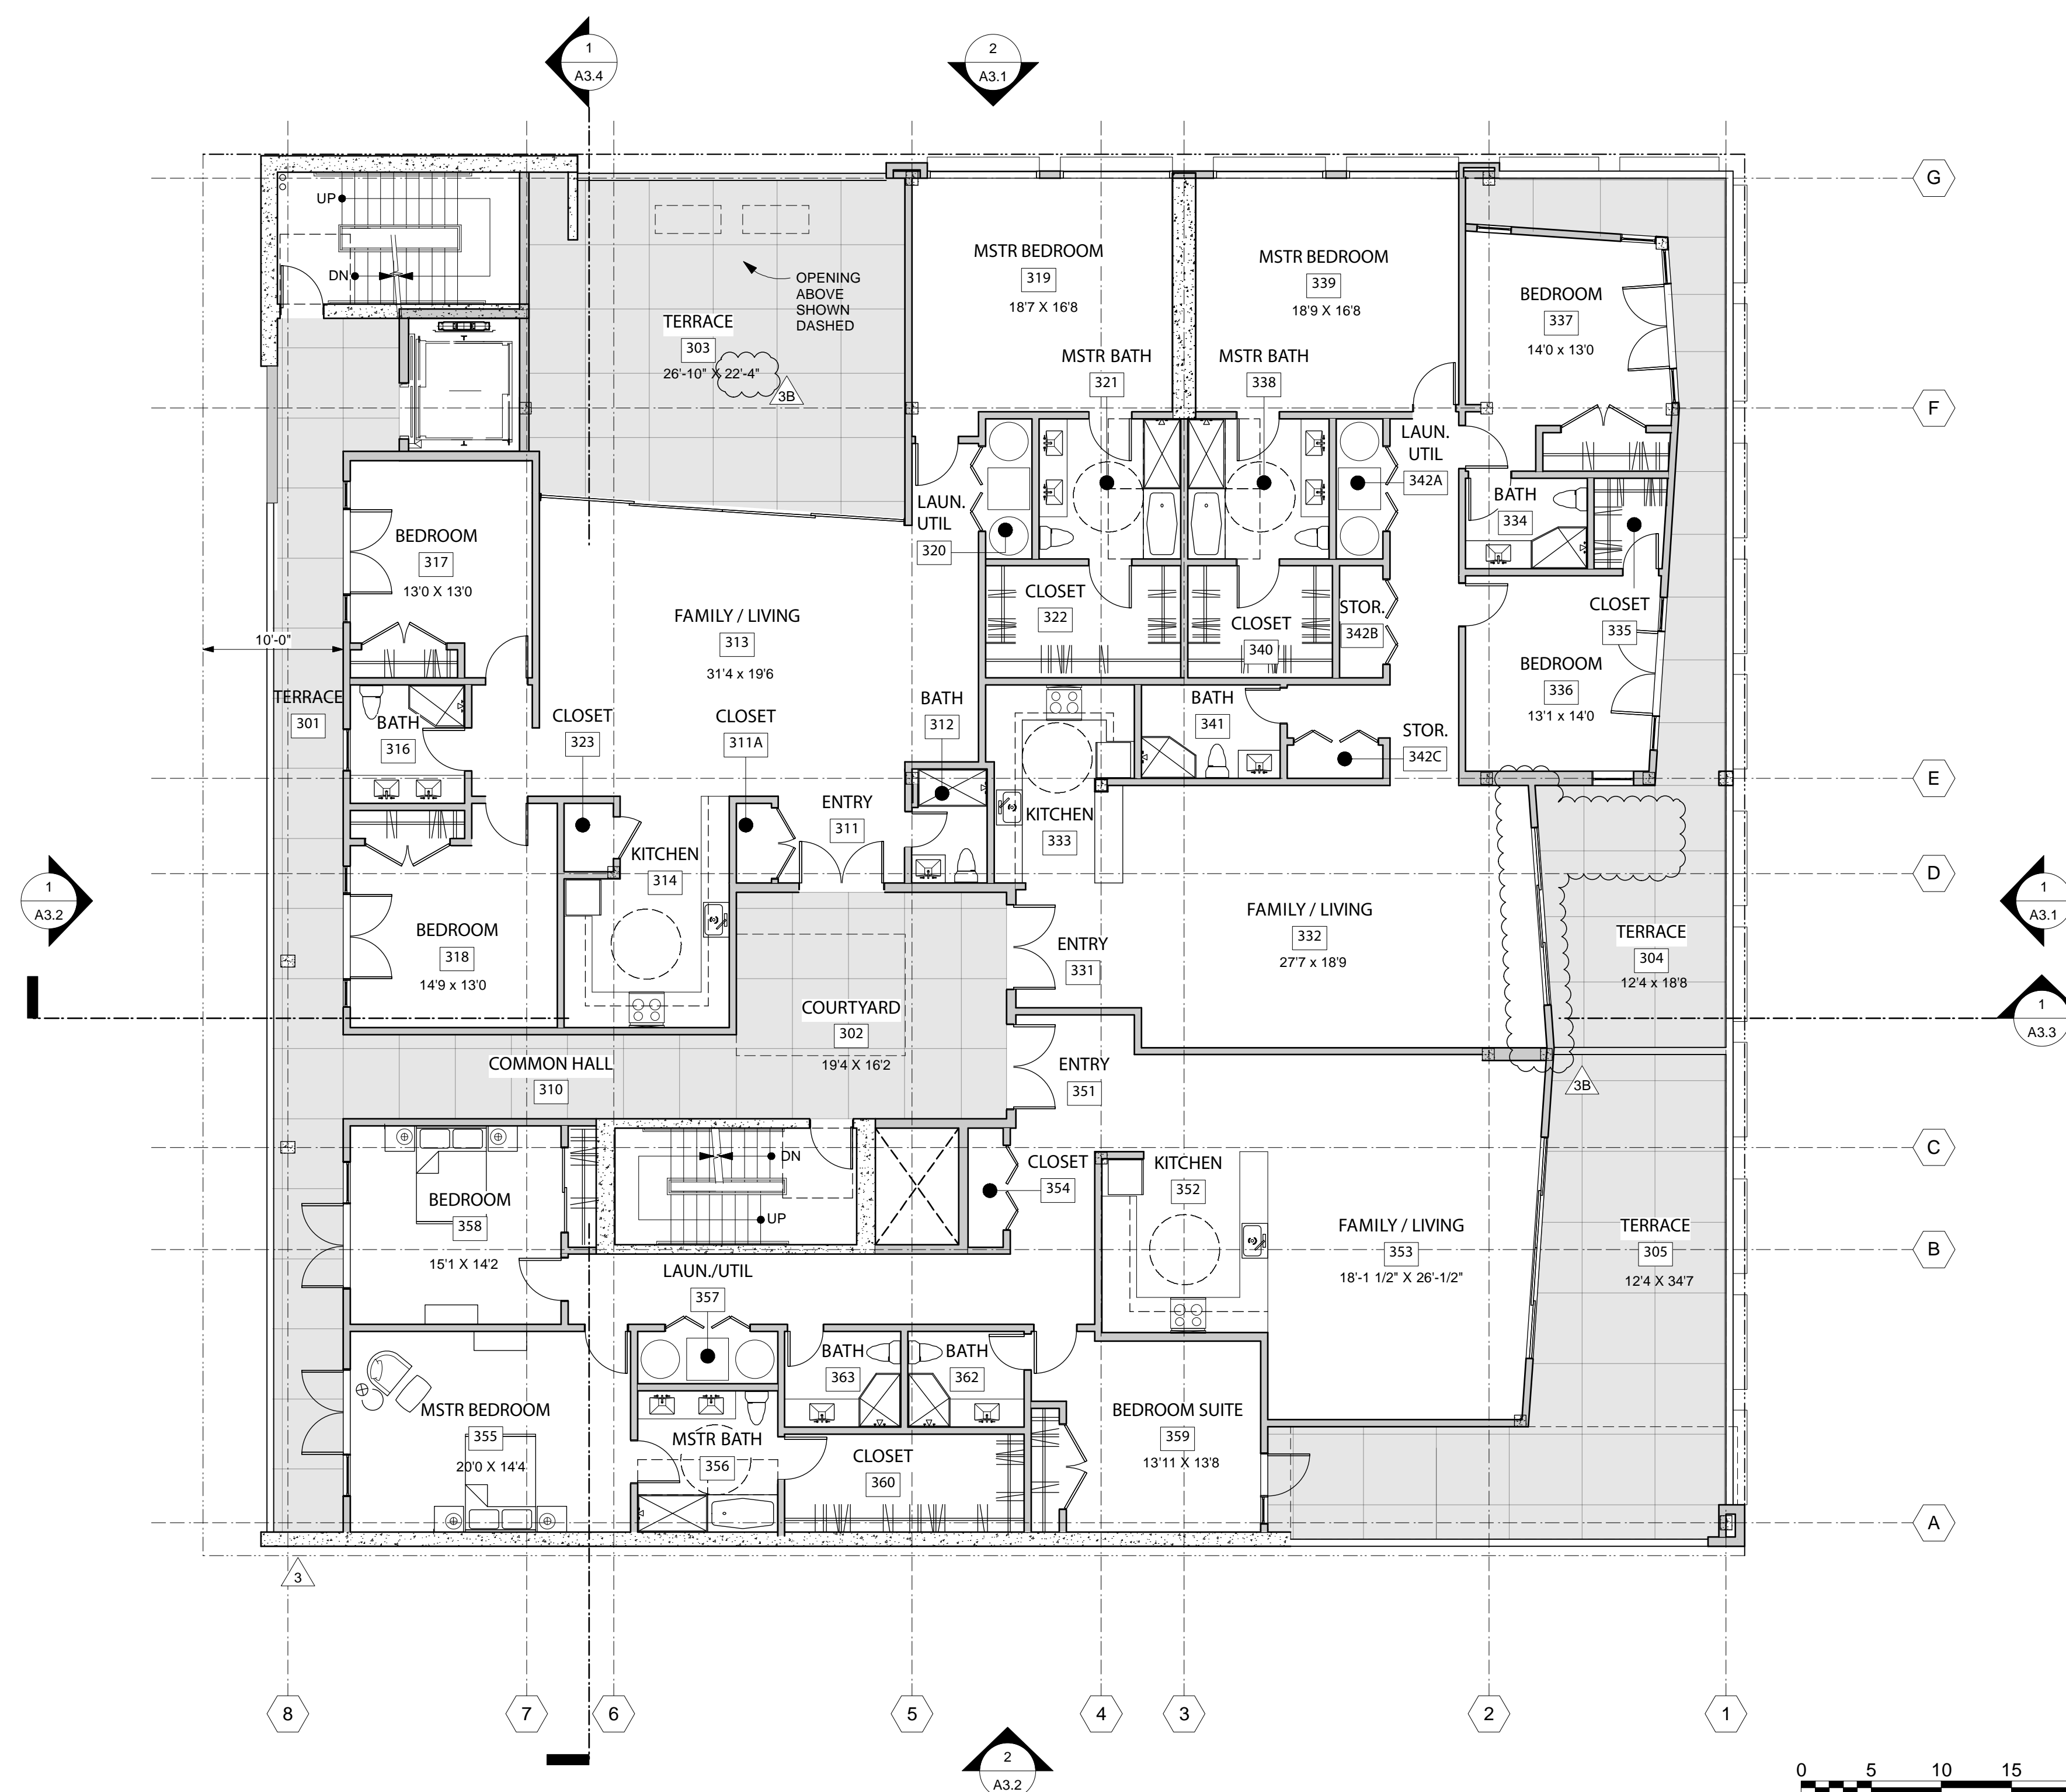 1
A3.4
2
A3.1
G
UP
DN
OPENING
ABOVE
SHOWN
DASHED
TERRACE
303
26'-10" X 22'-4"
3B
MSTR BEDROOM
319
18'7 X 16'8
MSTR BEDROOM
339
18'9 X 16'8
BEDROOM
337
14'0 x 13'0
MSTR BATH
321
MSTR BATH
338
F
LAUN.
UTIL
342A
LAUN.
UTIL
320
BATH
334
BEDROOM
317
13'0 X 13'0
CLOSET
322
CLOSET
340
STOR.
342B
CLOSET
335
FAMILY / LIVING
313
31'4 x 19'6
10'-0"
BEDROOM
336
13'1 x 14'0
TERRACE
301
BATH
316
CLOSET
323
CLOSET
311A
BATH
312
BATH
341
STOR.
342C
E
ENTRY
311
KITCHEN
333
KITCHEN
314
D
1
A3.2
1
A3.1
BEDROOM
318
14'9 x 13'0
FAMILY / LIVING
332
27'7 x 18'9
TERRACE
304
12'4 x 18'8
ENTRY
331
COURTYARD
302
19'4 X 16'2
1
A3.3
COMMON HALL
310
ENTRY
351
3B
C
DN
UP
CLOSET
354
KITCHEN
352
BEDROOM
358
15'1 X 14'2
FAMILY / LIVING
353
18'-1 1/2" X 26'-1/2"
TERRACE
305
12'4 X 34'7
B
LAUN./UTIL
357
BATH
363
BATH
362
MSTR BEDROOM
355
20'0 X 14'4
MSTR BATH
356
CLOSET
360
BEDROOM SUITE
359
13'11 X 13'8
A
3
8
7
6
5
4
3
2
1
2
A3.2
0
5
10
15